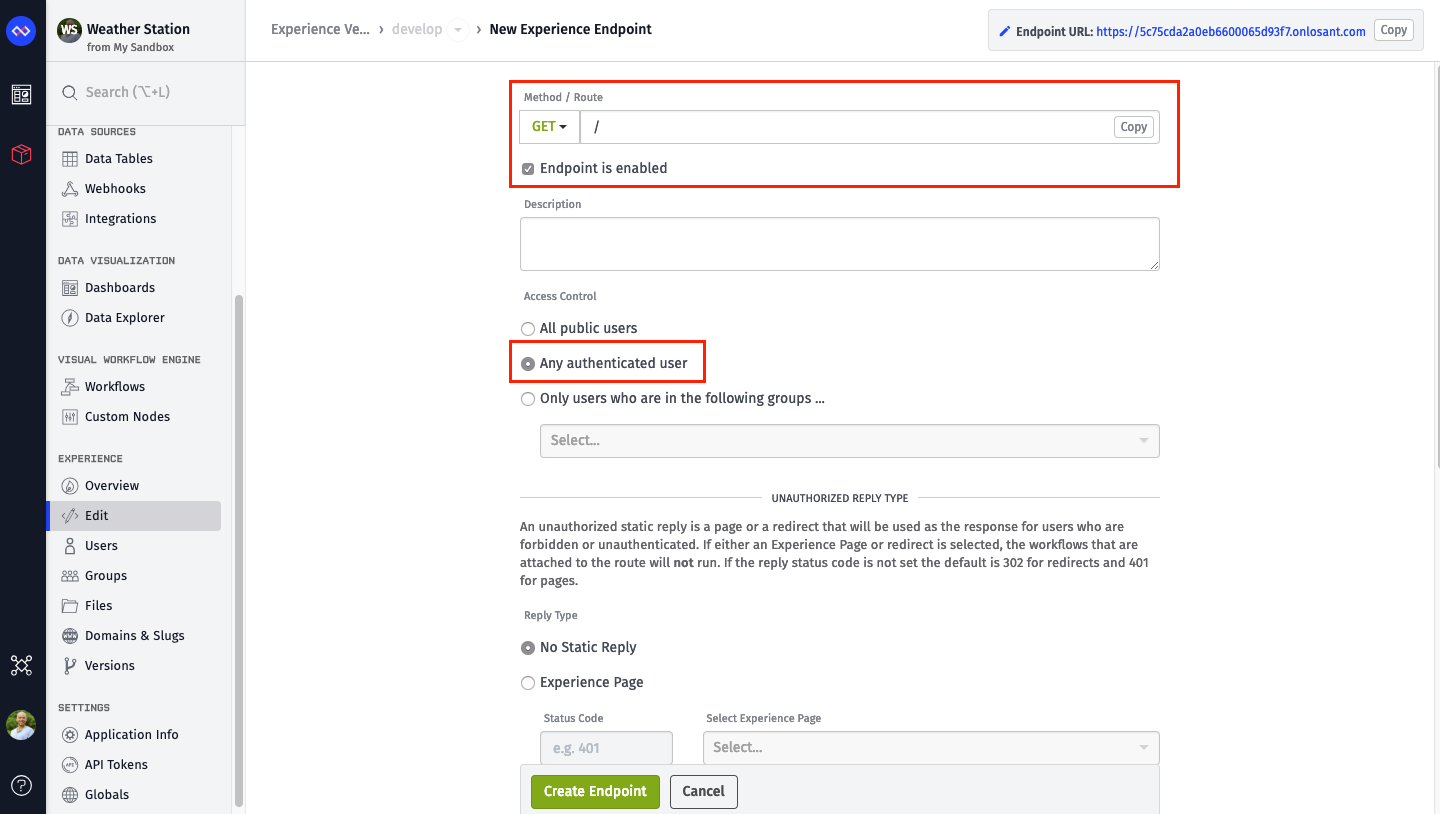 WS Weather Station
from My Sandbox
Search (⌥+L)
DATA SOURCES
Data Tables
Webhooks
Integrations
DATA VISUALIZATION
Dashboards
Data Explorer
VISUAL WORKFLOW ENGINE
Workflows
Custom Nodes
EXPERIENCE
Overview
Edit
Users
Groups
Files
Domains & Slugs
Versions
SETTINGS
Application Info
API API Tokens
Globals
Experience Ve... › develop › New Experience Endpoint
Endpoint URL: https://5c75cda2a0eb6600065d93f7.onlosant.com Copy
Method / Route
GET / Copy
Endpoint is enabled
Description
Access Control
All public users
Any authenticated user
Only users who are in the following groups ...
Select...
UNAUTHORIZED REPLY TYPE
An unauthorized static reply is a page or a redirect that will be used as the response for users who are
forbidden or unauthenticated. If either an Experience Page or redirect is selected, the workflows that are
attached to the route will not run. If the reply status code is not set the default is 302 for redirects and 401
for pages.
Reply Type
No Static Reply
Experience Page
Status Code Select Experience Page
e.g. 401 Select...
Create Endpoint Cancel